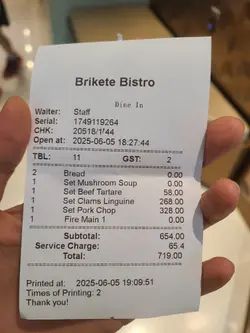 Brikete Bistro
Dine In
Waiter: Staff
Serial: 1749119264
CHK: 20518/1*44
Open at: 2025-06-05 18:27:44
TBL: 11 GST: 2
2 Bread 0.00
1 Set Mushroom Soup 0.00
1 Set Beef Tartare 58.00
1 Set Clams Linguine 268.00
1 Set Pork Chop 328.00
1 Fire Main 1 0.00
Subtotal: 654.00
Service Charge: 65.4
Total: 719.00
Printed at: 2025-06-05 19:09:51
Times of Printing: 2
Thank you!